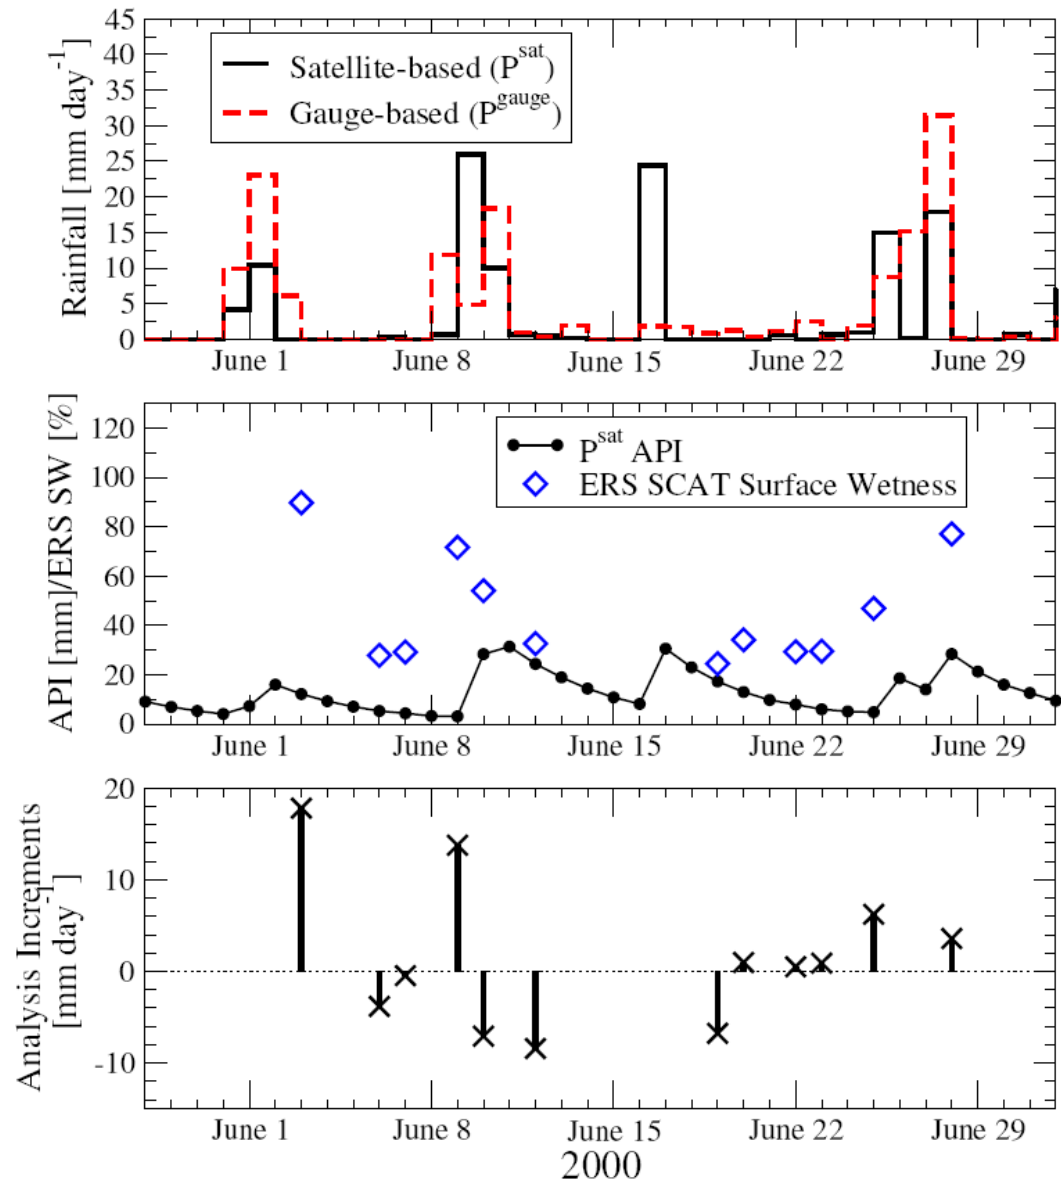 45
40
35
30
25
20
15
10
5
0
Rainfall [mm day-1]
Satellite-based (Psat)
Gauge-based (Pgauge)
June 1 June 8 June 15 June 22 June 29
120
100
80
60
40
20
0
API [mm]/ERS SW [%]
Psat API
ERS SCAT Surface Wetness
June 1 June 8 June 15 June 22 June 29
20
10
0
-10
Analysis Increments
[mm day-1]
June 1 June 8 June 15 June 22 June 29
2000